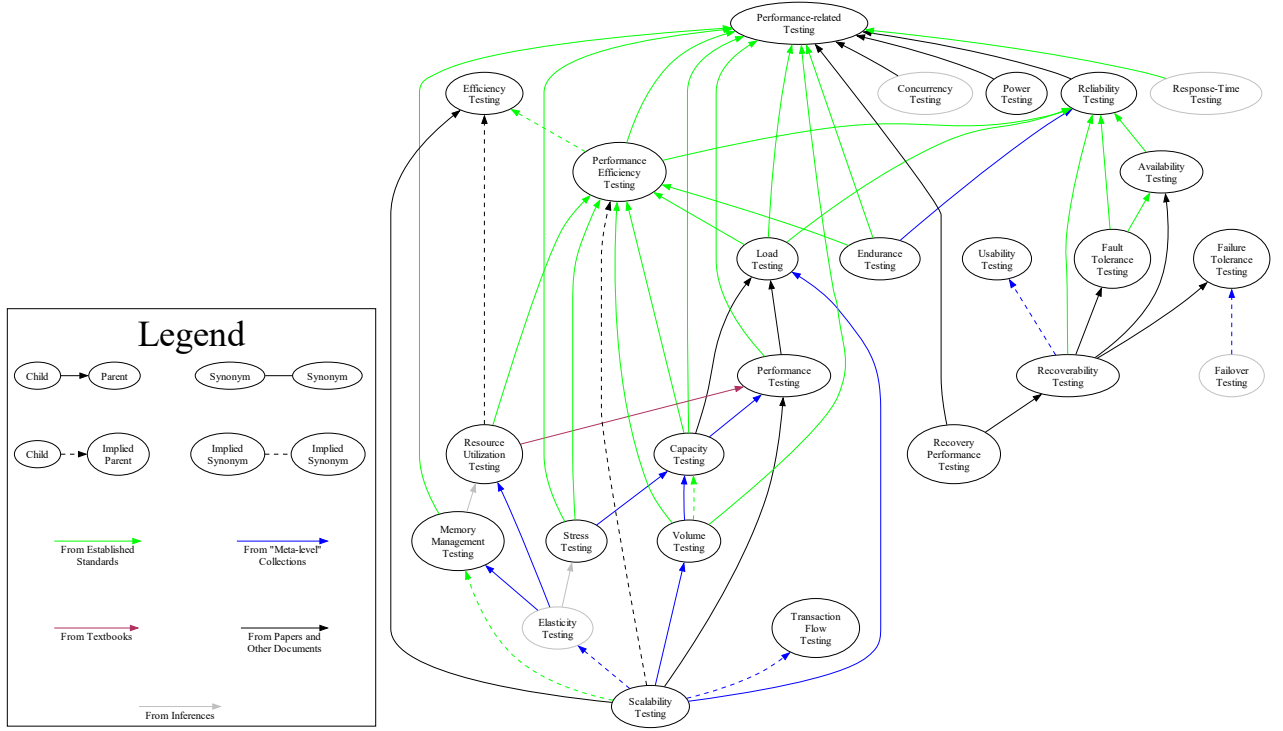 Performance-related
Testing
Efficiency
Testing
Concurrency
Testing
Power
Testing
Reliability
Testing
Response-Time
Testing
Performance
Efficiency
Testing
Availability
Testing
Load
Testing
Endurance
Testing
Usability
Testing
Fault
Tolerance
Testing
Failure
Tolerance
Testing
Performance
Testing
Recoverability
Testing
Failover
Testing
Resource
Utilization
Testing
Capacity
Testing
Recovery
Performance
Testing
Memory
Management
Testing
Stress
Testing
Volume
Testing
Elasticity
Testing
Transaction
Flow
Testing
Scalability
Testing
Legend
Child
Parent
Synonym
Synonym
Child
Implied
Parent
Implied
Synonym
Implied
Synonym
From Established
Standards
From "Meta-level"
Collections
From Textbooks
From Papers and
Other Documents
From Inferences